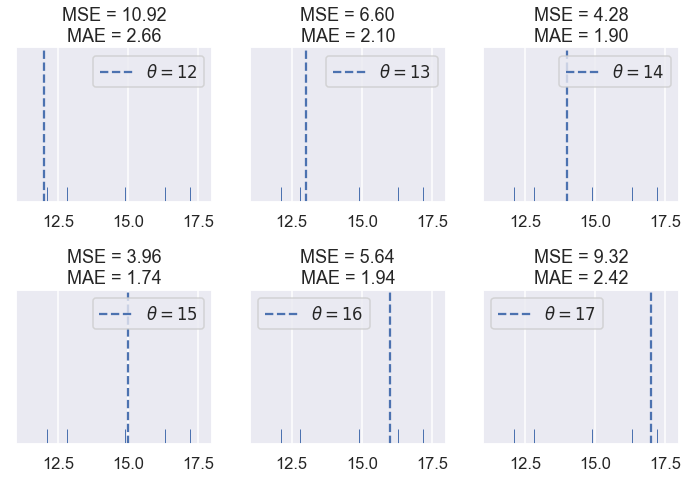 MSE = 10.92
MAE = 2.66
θ = 12
12.5 15.0 17.5
MSE = 6.60
MAE = 2.10
θ = 13
12.5 15.0 17.5
MSE = 4.28
MAE = 1.90
θ = 14
12.5 15.0 17.5
MSE = 3.96
MAE = 1.74
θ = 15
12.5 15.0 17.5
MSE = 5.64
MAE = 1.94
θ = 16
12.5 15.0 17.5
MSE = 9.32
MAE = 2.42
θ = 17
12.5 15.0 17.5